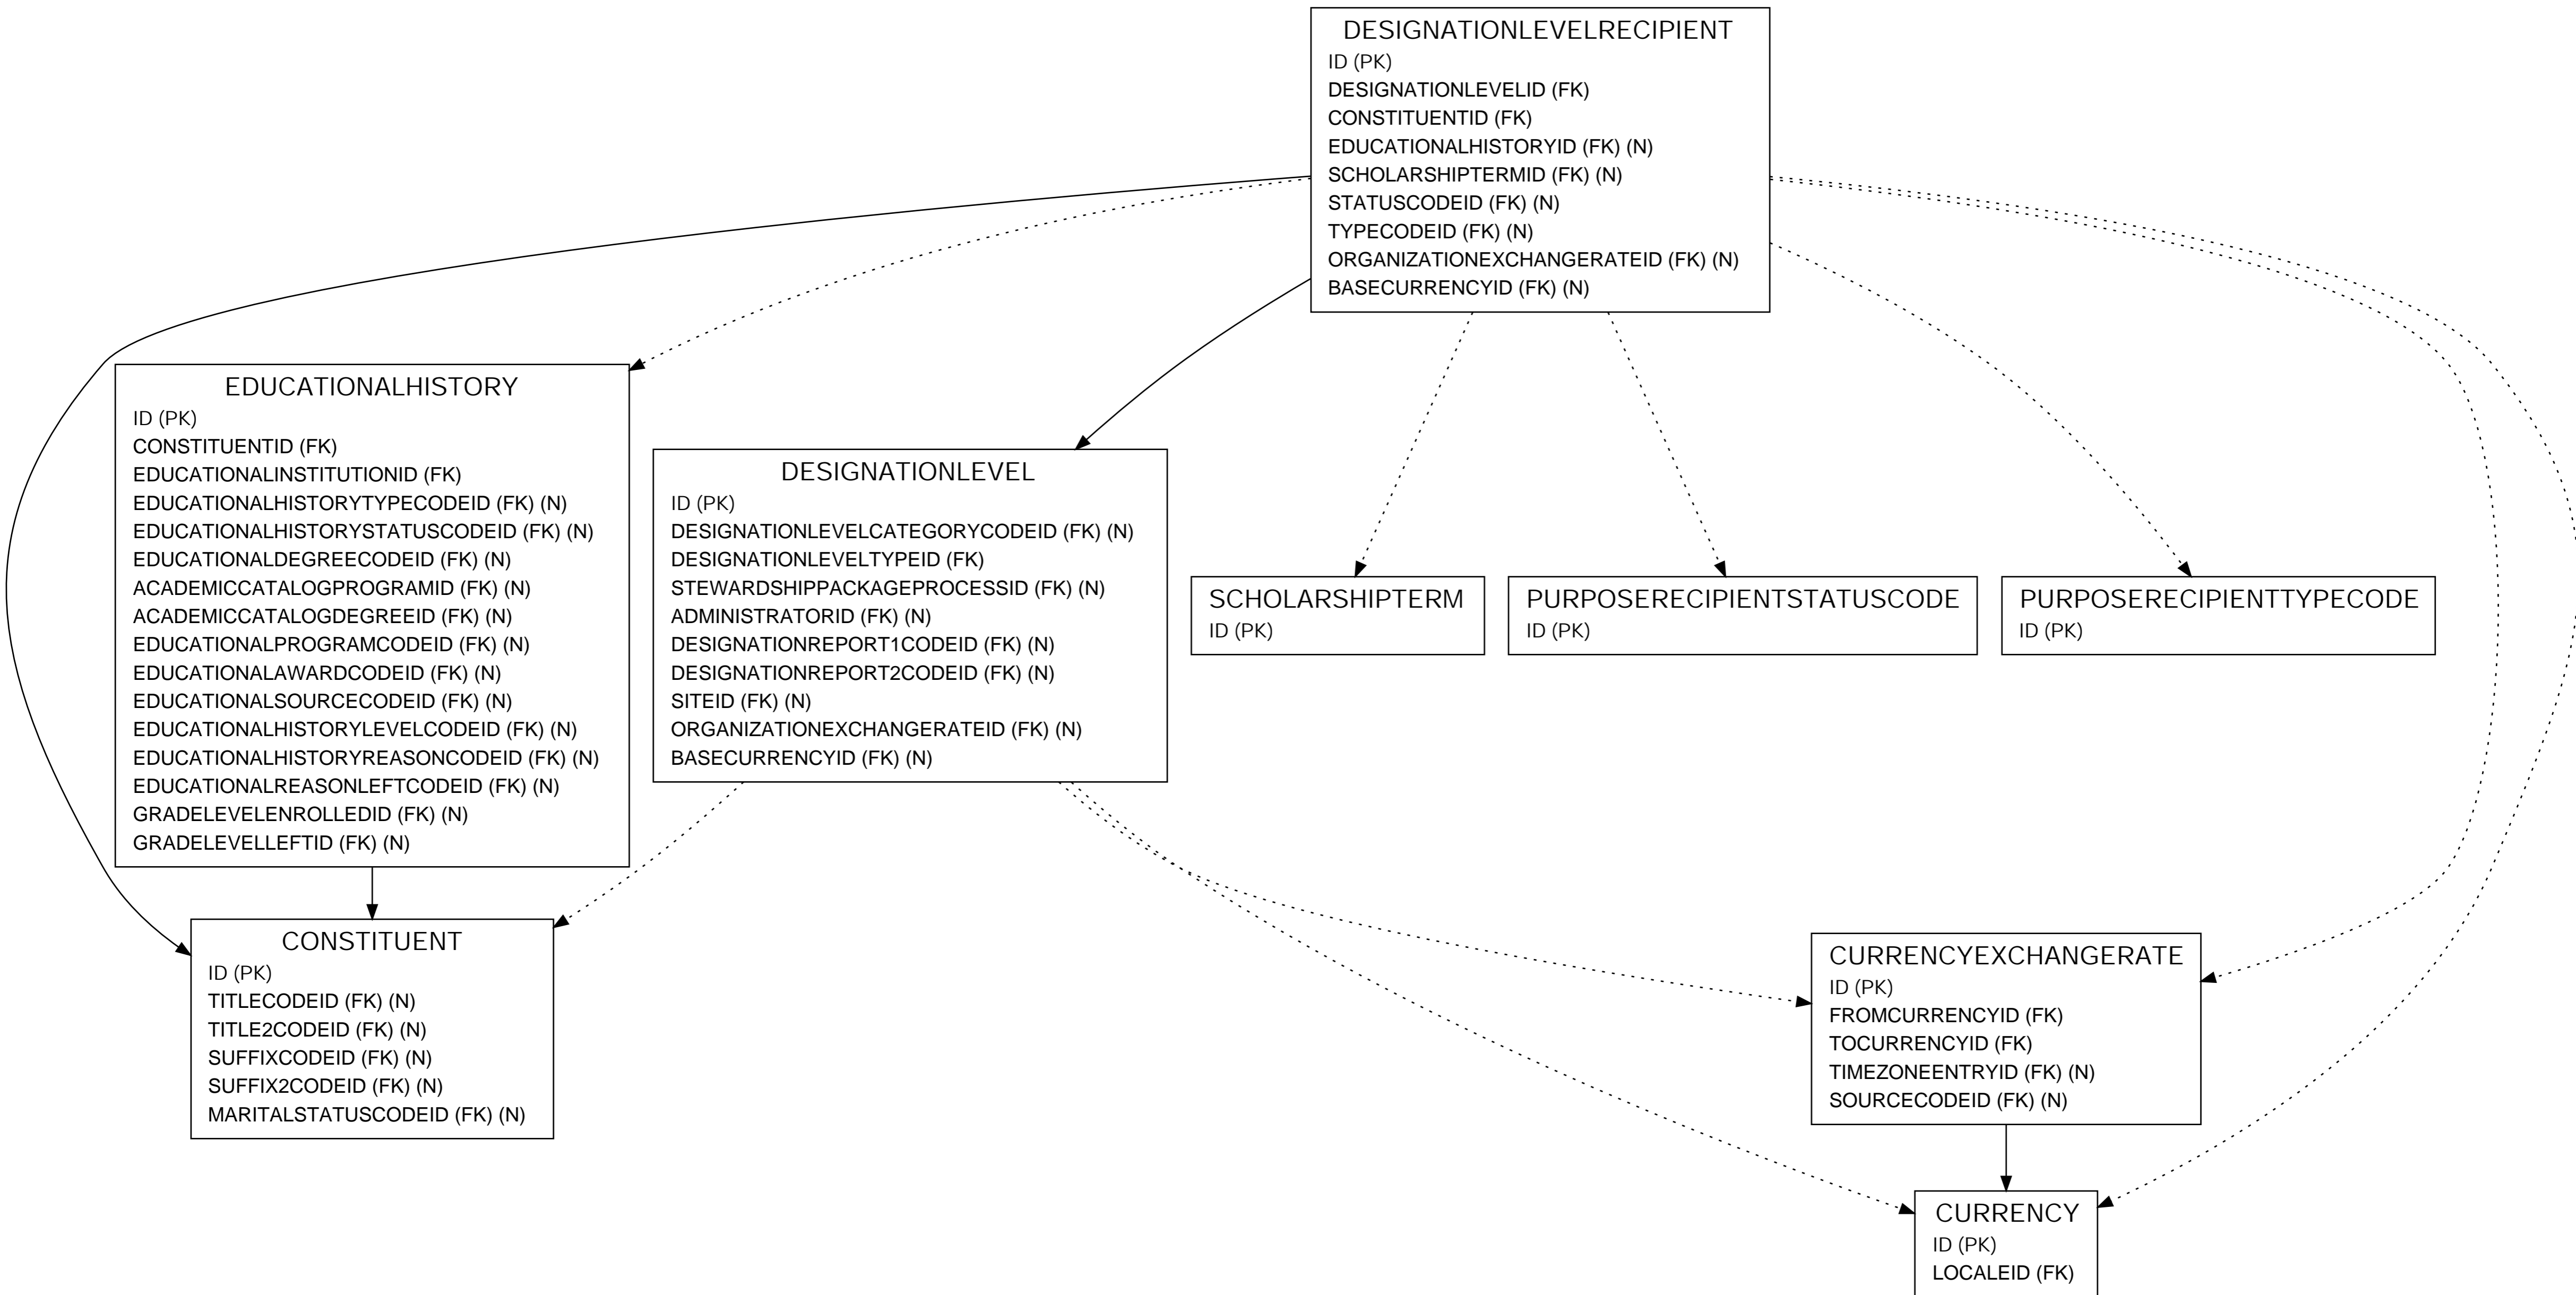 DESIGNATIONLEVELRECIPIENT
ID (PK)
DESIGNATIONLEVELID (FK)
CONSTITUENTID (FK)
EDUCATIONALHISTORYID (FK) (N)
SCHOLARSHIPTERMID (FK) (N)
STATUSCODEID (FK) (N)
TYPECODEID (FK) (N)
ORGANIZATIONEXCHANGERATEID (FK) (N)
BASECURRENCYID (FK) (N)
EDUCATIONALHISTORY
ID (PK)
CONSTITUENTID (FK)
EDUCATIONALINSTITUTIONID (FK)
EDUCATIONALHISTORYTYPECODEID (FK) (N)
EDUCATIONALHISTORYSTATUSCODEID (FK) (N)
EDUCATIONALDEGREECODEID (FK) (N)
ACADEMICCATALOGPROGRAMID (FK) (N)
ACADEMICCATALOGDEGREEID (FK) (N)
EDUCATIONALPROGRAMCODEID (FK) (N)
EDUCATIONALAWARDCODEID (FK) (N)
EDUCATIONALSOURCECODEID (FK) (N)
EDUCATIONALHISTORYLEVELCODEID (FK) (N)
EDUCATIONALHISTORYREASONCODEID (FK) (N)
EDUCATIONALREASONLEFTCODEID (FK) (N)
GRADELEVELENROLLEDID (FK) (N)
GRADELEVELLEFTID (FK) (N)
DESIGNATIONLEVEL
ID (PK)
DESIGNATIONLEVELCATEGORYCODEID (FK) (N)
DESIGNATIONLEVELTYPEID (FK)
STEWARDSHIPPACKAGEPROCESSID (FK) (N)
ADMINISTRATORID (FK) (N)
DESIGNATIONREPORT1CODEID (FK) (N)
DESIGNATIONREPORT2CODEID (FK) (N)
SITEID (FK) (N)
ORGANIZATIONEXCHANGERATEID (FK) (N)
BASECURRENCYID (FK) (N)
SCHOLARSHIPTERM
ID (PK)
PURPOSERECIPIENTSTATUSCODE
ID (PK)
PURPOSERECIPIENTTYPECODE
ID (PK)
CONSTITUENT
ID (PK)
TITLECODEID (FK) (N)
TITLE2CODEID (FK) (N)
SUFFIXCODEID (FK) (N)
SUFFIX2CODEID (FK) (N)
MARITALSTATUSCODEID (FK) (N)
CURRENCYEXCHANGERATE
ID (PK)
FROMCURRENCYID (FK)
TOCURRENCYID (FK)
TIMEZONEENTRYID (FK) (N)
SOURCECODEID (FK) (N)
CURRENCY
ID (PK)
LOCALEID (FK)